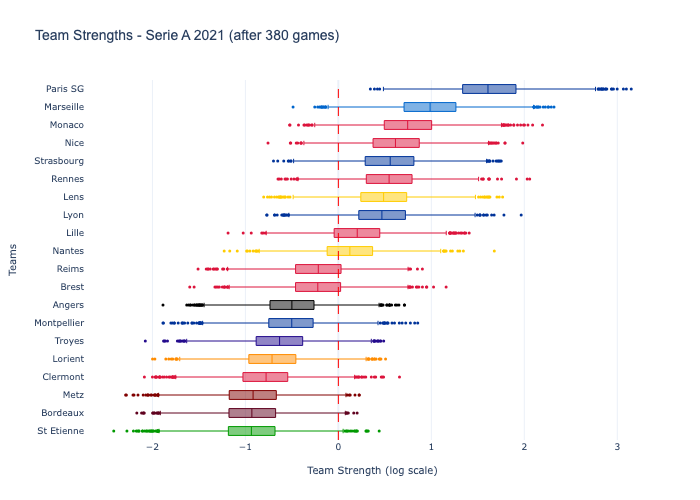 Team Strengths - Serie A 2021 (after 380 games)
Paris SG
Marseille
Monaco
Nice
Strasbourg
Rennes
Lens
Lyon
Lille
Nantes
Reims
Brest
Angers
Montpellier
Troyes
Lorient
Clermont
Metz
Bordeaux
St Etienne
Teams
−2 −1 0 1 2 3
Team Strength (log scale)